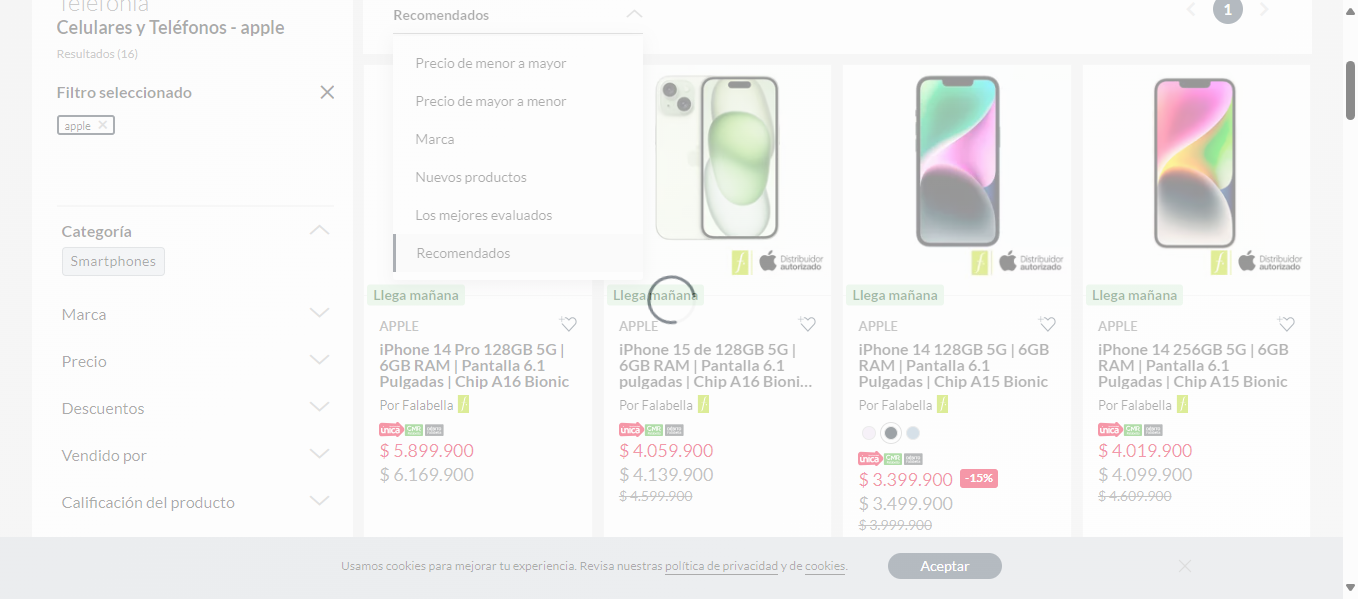 Telefonía
Celulares y Teléfonos - apple
Resultados (16)
Filtro seleccionado
apple
Categoría
Smartphones
Marca
Precio
Descuentos
Vendido por
Calificación del producto
Recomendados
1
Precio de menor a mayor
Precio de mayor a menor
Marca
Nuevos productos
Los mejores evaluados
Recomendados
Llega mañana
APPLE
iPhone 14 Pro 128GB 5G |
6GB RAM | Pantalla 6.1
Pulgadas | Chip A16 Bionic
Por Falabella f
única CMR
$ 5.899.900
$ 6.169.900
f Distribuidor
autorizado
Llega mañana
APPLE
iPhone 15 de 128GB 5G |
6GB RAM | Pantalla 6.1
pulgadas | Chip A16 Bioni...
Por Falabella f
única CMR
$ 4.059.900
$ 4.139.900
$ 4.599.900
f Distribuidor
autorizado
Llega mañana
APPLE
iPhone 14 128GB 5G | 6GB
RAM | Pantalla 6.1
Pulgadas | Chip A15 Bionic
Por Falabella f
única CMR
$ 3.399.900 -15%
$ 3.499.900
$ 3.999.900
f Distribuidor
autorizado
Llega mañana
APPLE
iPhone 14 256GB 5G | 6GB
RAM | Pantalla 6.1
Pulgadas | Chip A15 Bionic
Por Falabella f
única CMR
$ 4.019.900
$ 4.099.900
$ 4.609.900
Usamos cookies para mejorar tu experiencia. Revisa nuestras política de privacidad y de cookies.
Aceptar